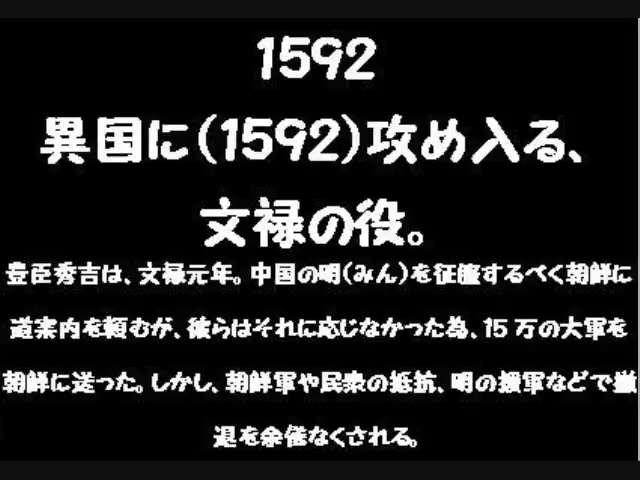 1592
異国に(1592)攻め入る、
文禄の役。
豊臣秀吉は、文禄元年。中国の明(みん)を征服するべく朝鮮に
道案内を頼むが、彼らはそれに応じなかった為、15万の大軍を
朝鮮に送った。しかし、朝鮮軍や民衆の抵抗、明の援軍などで撤
退を余儀なくされる。